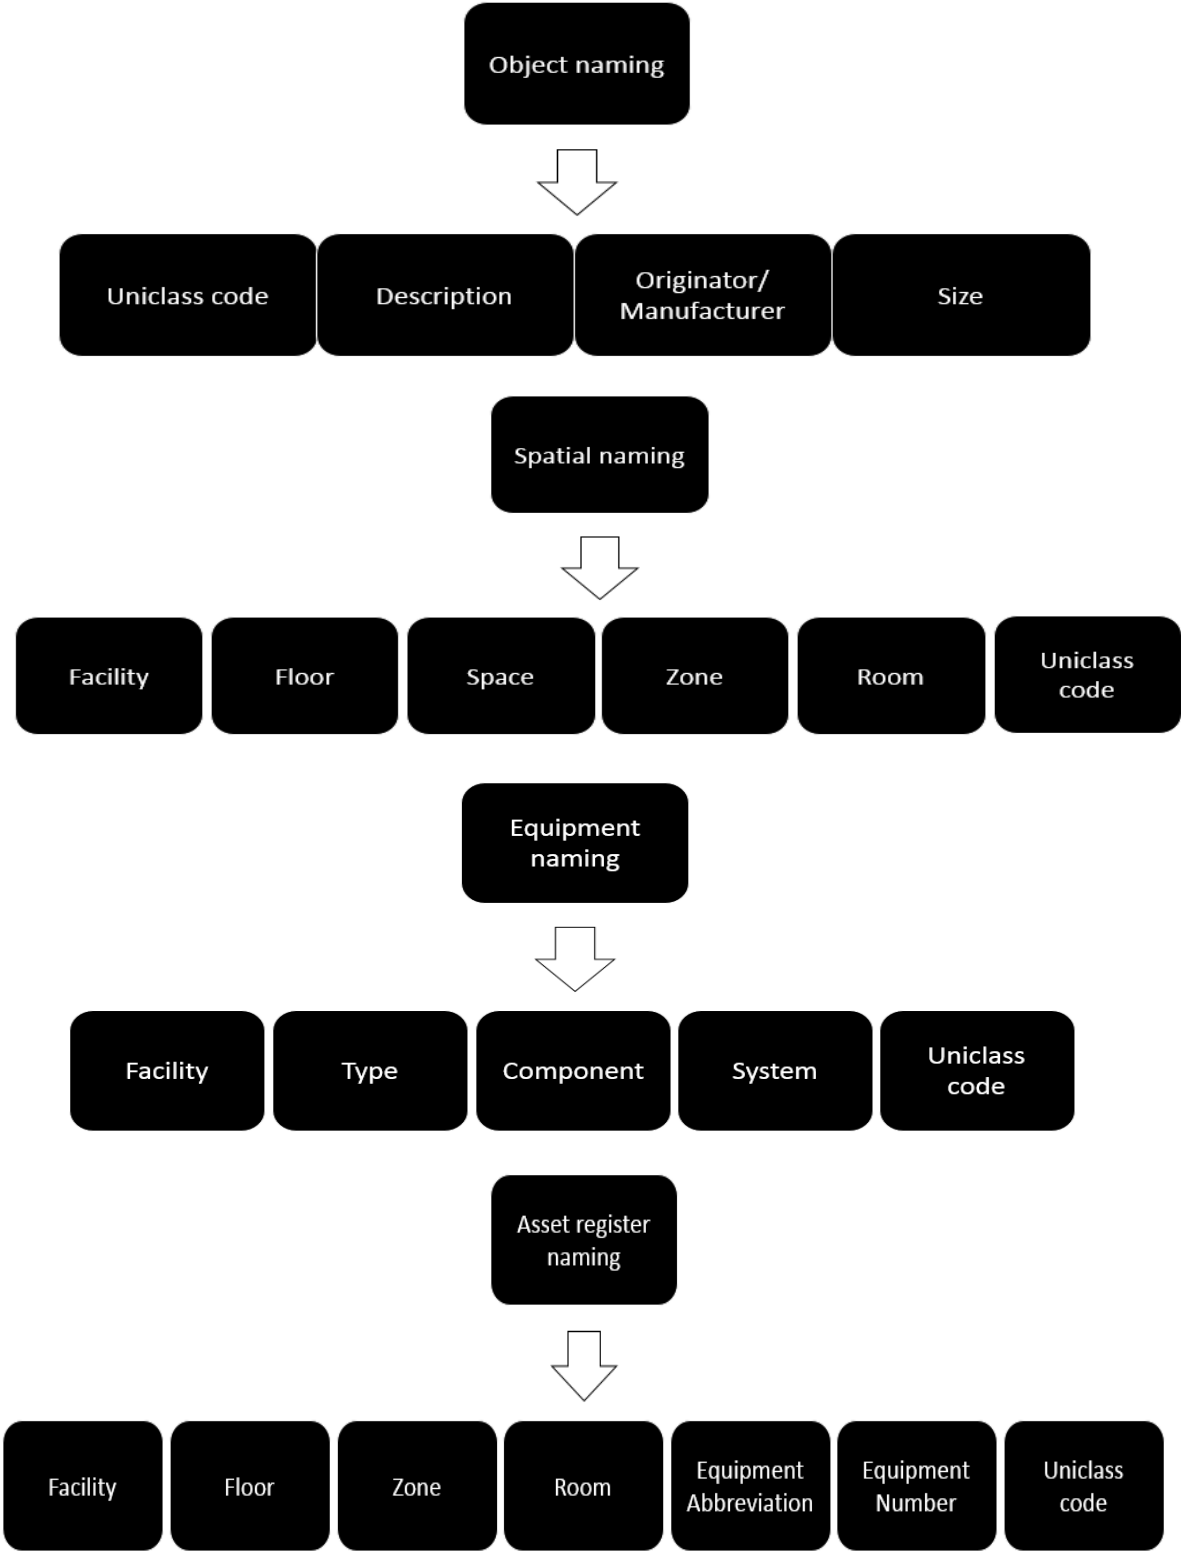 Object naming
Uniclass code
Description
Originator/
Manufacturer
Size
Spatial naming
Facility
Floor
Space
Zone
Room
Uniclass
code
Equipment
naming
Facility
Type
Component
System
Uniclass
code
Asset register
naming
Facility
Floor
Zone
Room
Equipment
Abbreviation
Equipment
Number
Uniclass
code